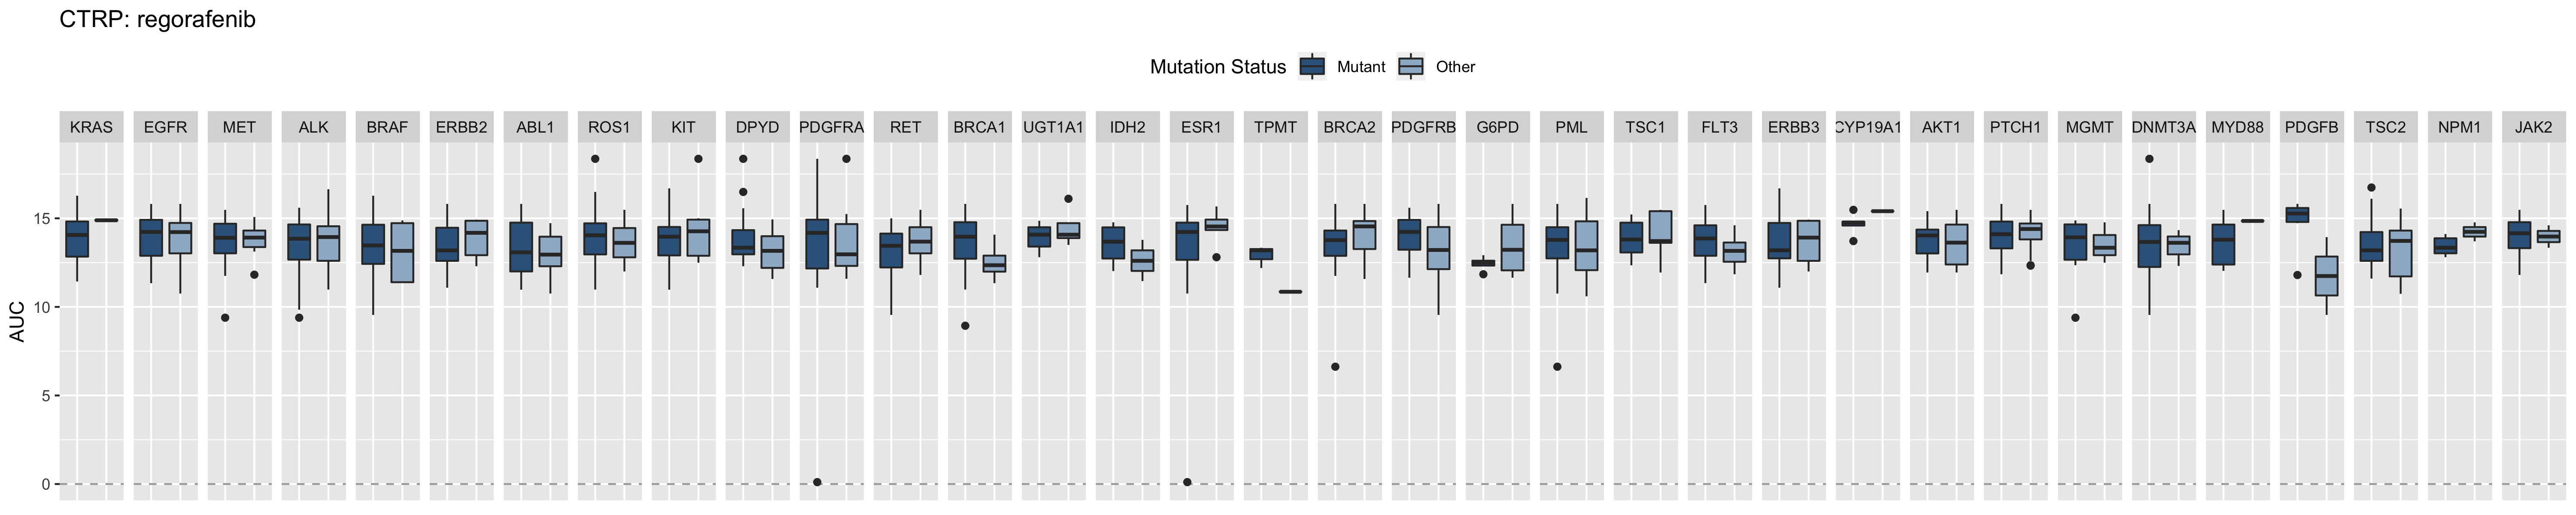 CTRP: regorafenib
Mutation Status Mutant Other
KRAS EGFR MET ALK BRAF ERBB2 ABL1 ROS1 KIT DPYD PDGFRA RET BRCA1 UGT1A1 IDH2 ESR1 TPMT BRCA2 PDGFRB G6PD PML TSC1 FLT3 ERBB3 CYP19A1 AKT1 PTCH1 MGMT DNMT3A MYD88 PDGFB TSC2 NPM1 JAK2
15
10
AUC
5
0